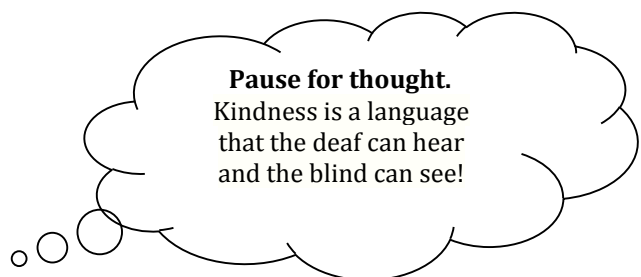 Pause for thought.
Kindness is a language
that the deaf can hear
and the blind can see!